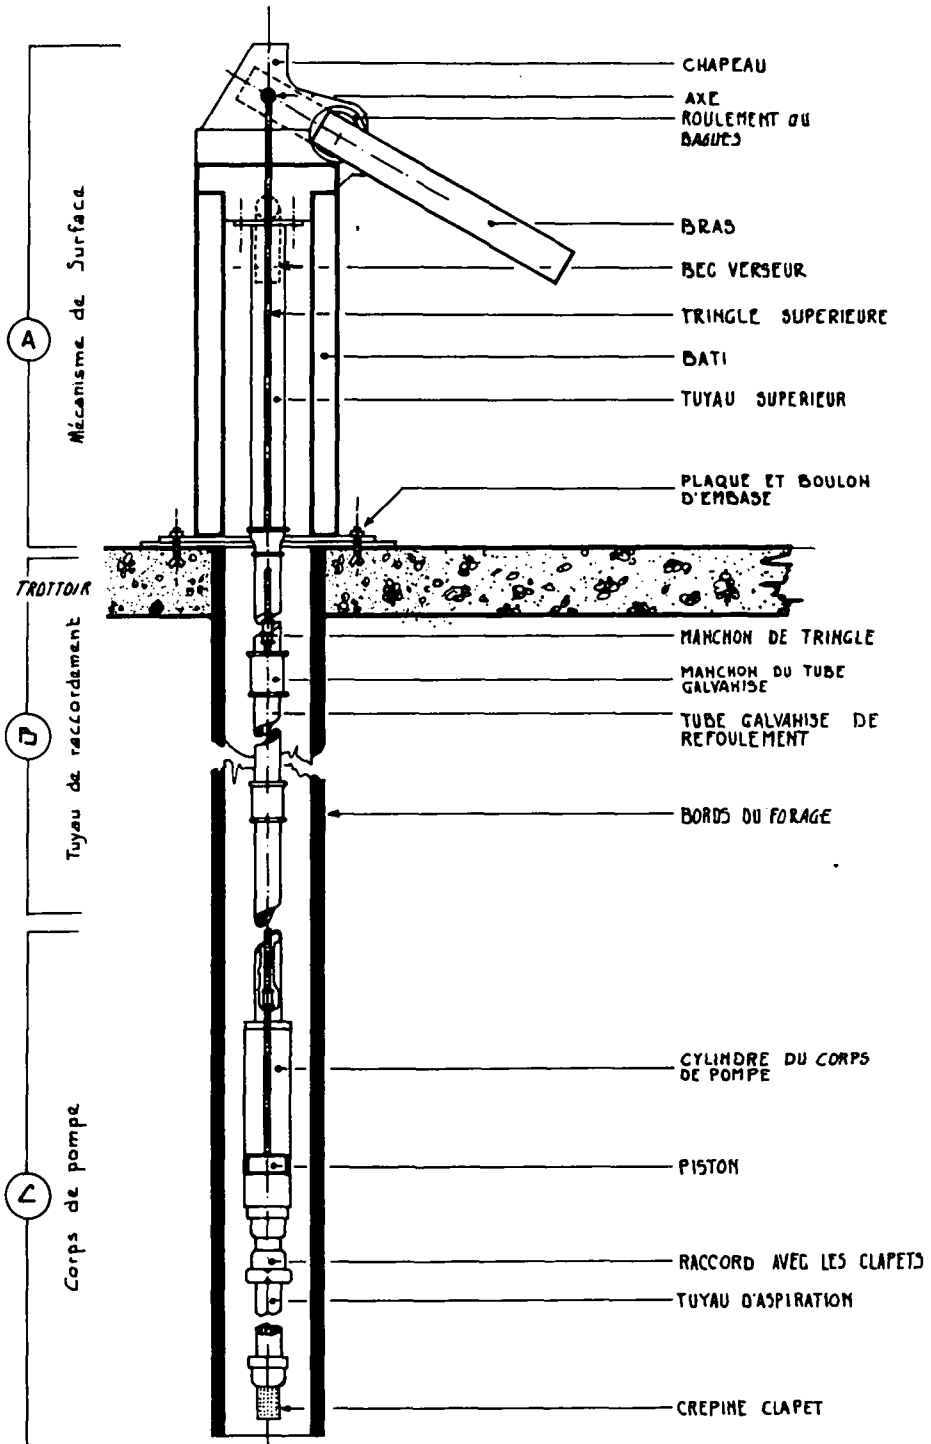 CHAPEAU
AXE
ROULEMENT OU
BAGUES
BRAS
BEC VERSEUR
TRINGLE SUPERIEURE
BATI
TUYAU SUPERIEUR
PLAQUE ET BOULON
D'EMBASE
A
Mécanisme de Surface
TROTTOIR
MANCHON DE TRINGLE
MANCHON DU TUBE
GALVANISE
TUBE GALVANISE DE
REFOULEMENT
BORDS DU FORAGE
B
Tuyau de raccordement
CYLINDRE DU CORPS
DE POMPE
PISTON
RACCORD AVEC LES CLAPETS
TUYAU D'ASPIRATION
CREPINE CLAPET
C
Corps de pompe